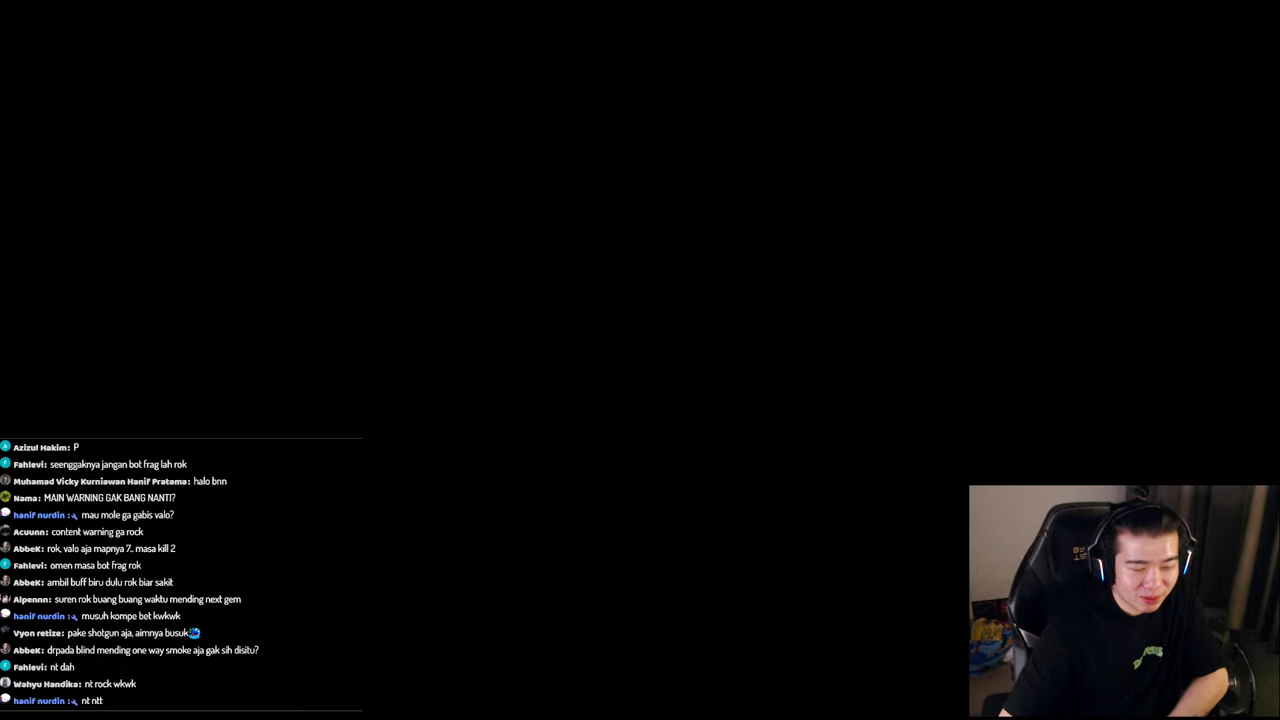 Azizul Hakim: P
Fahlevi: seenggaknya jangan bot frag lah rok
Muhamad Vicky Kurniawan Hanif Pratama: halo bnn
Nama: MAIN WARNING GAK BANG NANTI?
hanif nurdin : mau mole ga gabis valo?
Acuunn: content warning ga rock
AbbeK: rok, valo aja mapnya 7.. masa kill 2
Fahlevi: omen masa bot frag rok
AbbeK: ambil buff biru dulu rok biar sakit
Alpennn: suren rok buang buang waktu mending next gem
hanif nurdin : musuh kompe bet kwkwk
Vyon retize: pake shotgun aja, aimnya busuk
AbbeK: drpada blind mending one way smoke aja gak sih disitu?
Fahlevi: nt dah
Wahyu Handika: nt rock wkwk
hanif nurdin : nt ntt